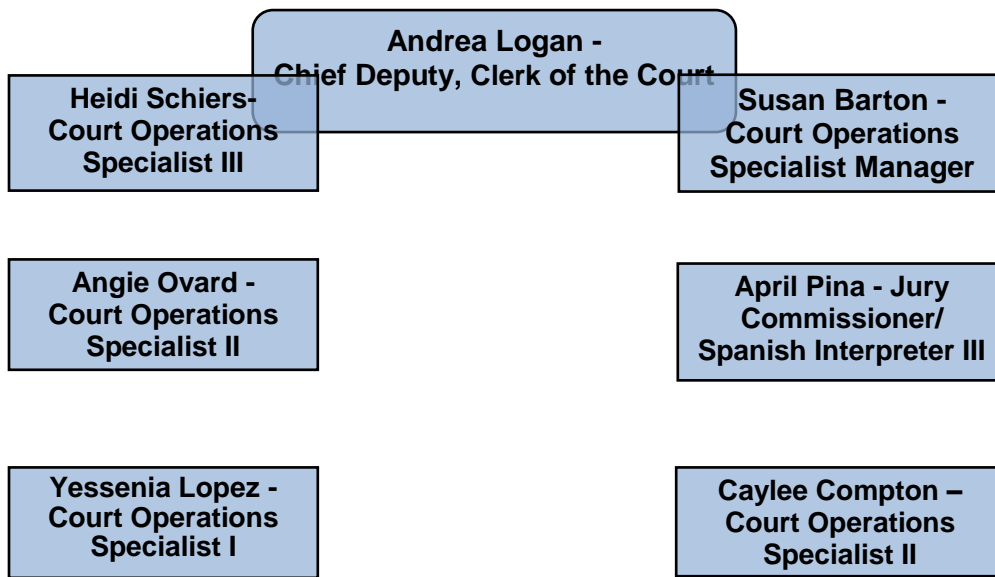 Andrea Logan -
Chief Deputy, Clerk of the Court
Heidi Schiers-
Court Operations
Specialist III
Susan Barton -
Court Operations
Specialist Manager
Angie Ovard -
Court Operations
Specialist II
April Pina - Jury
Commissioner/
Spanish Interpreter III
Yessenia Lopez -
Court Operations
Specialist I
Caylee Compton –
Court Operations
Specialist II